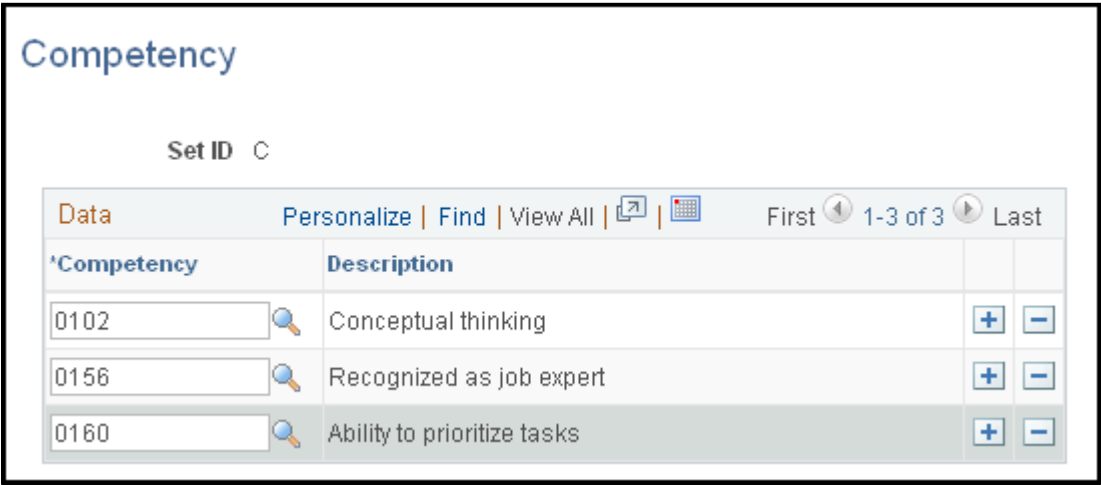 Competency
Set ID C
Data Personalize | Find | View All | | First 1-3 of 3 Last
*Competency Description
0102 Conceptual thinking
0156 Recognized as job expert
0160 Ability to prioritize tasks